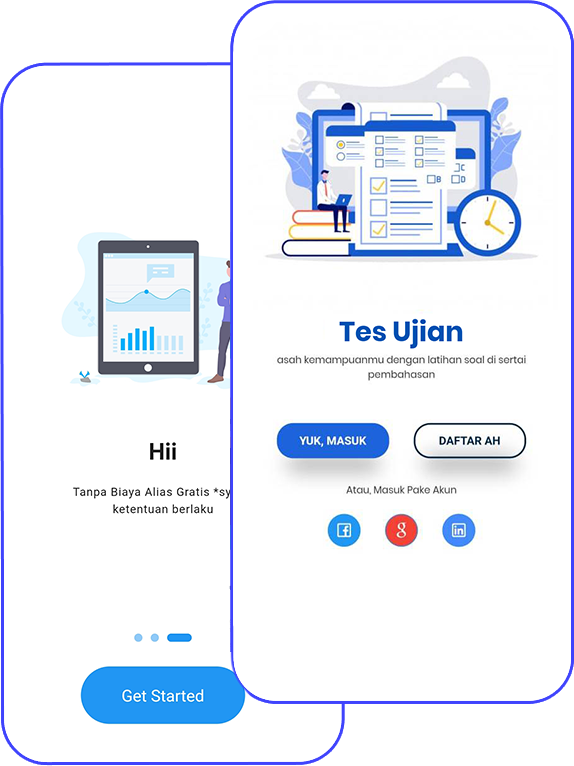 Hii
Tanpa Biaya Alias Gratis
ketentuan berlaku
Get Started
B
C
D
Tes Ujian
asah kemampuanmu dengan latihan soal di sertai
pembahasan
YUK, MASUK
DAFTAR AH
Atau, Masuk Pake Akun